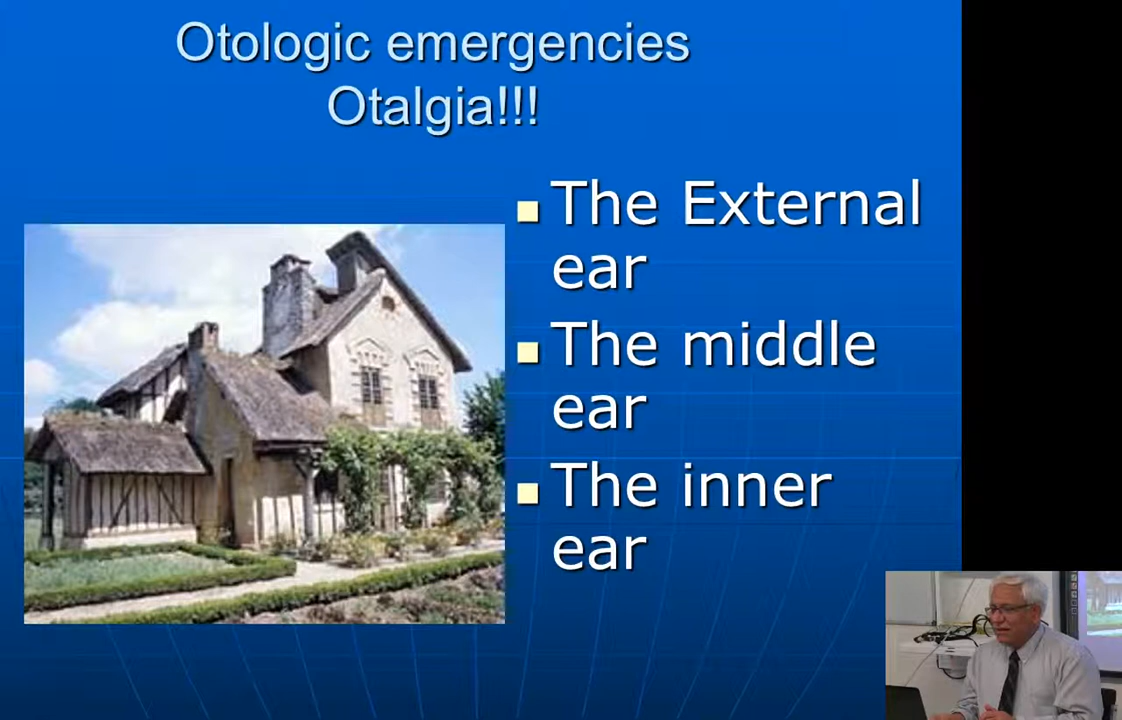 Otologic emergencies
Otalgia!!!
The External
ear
The middle
ear
The inner
ear